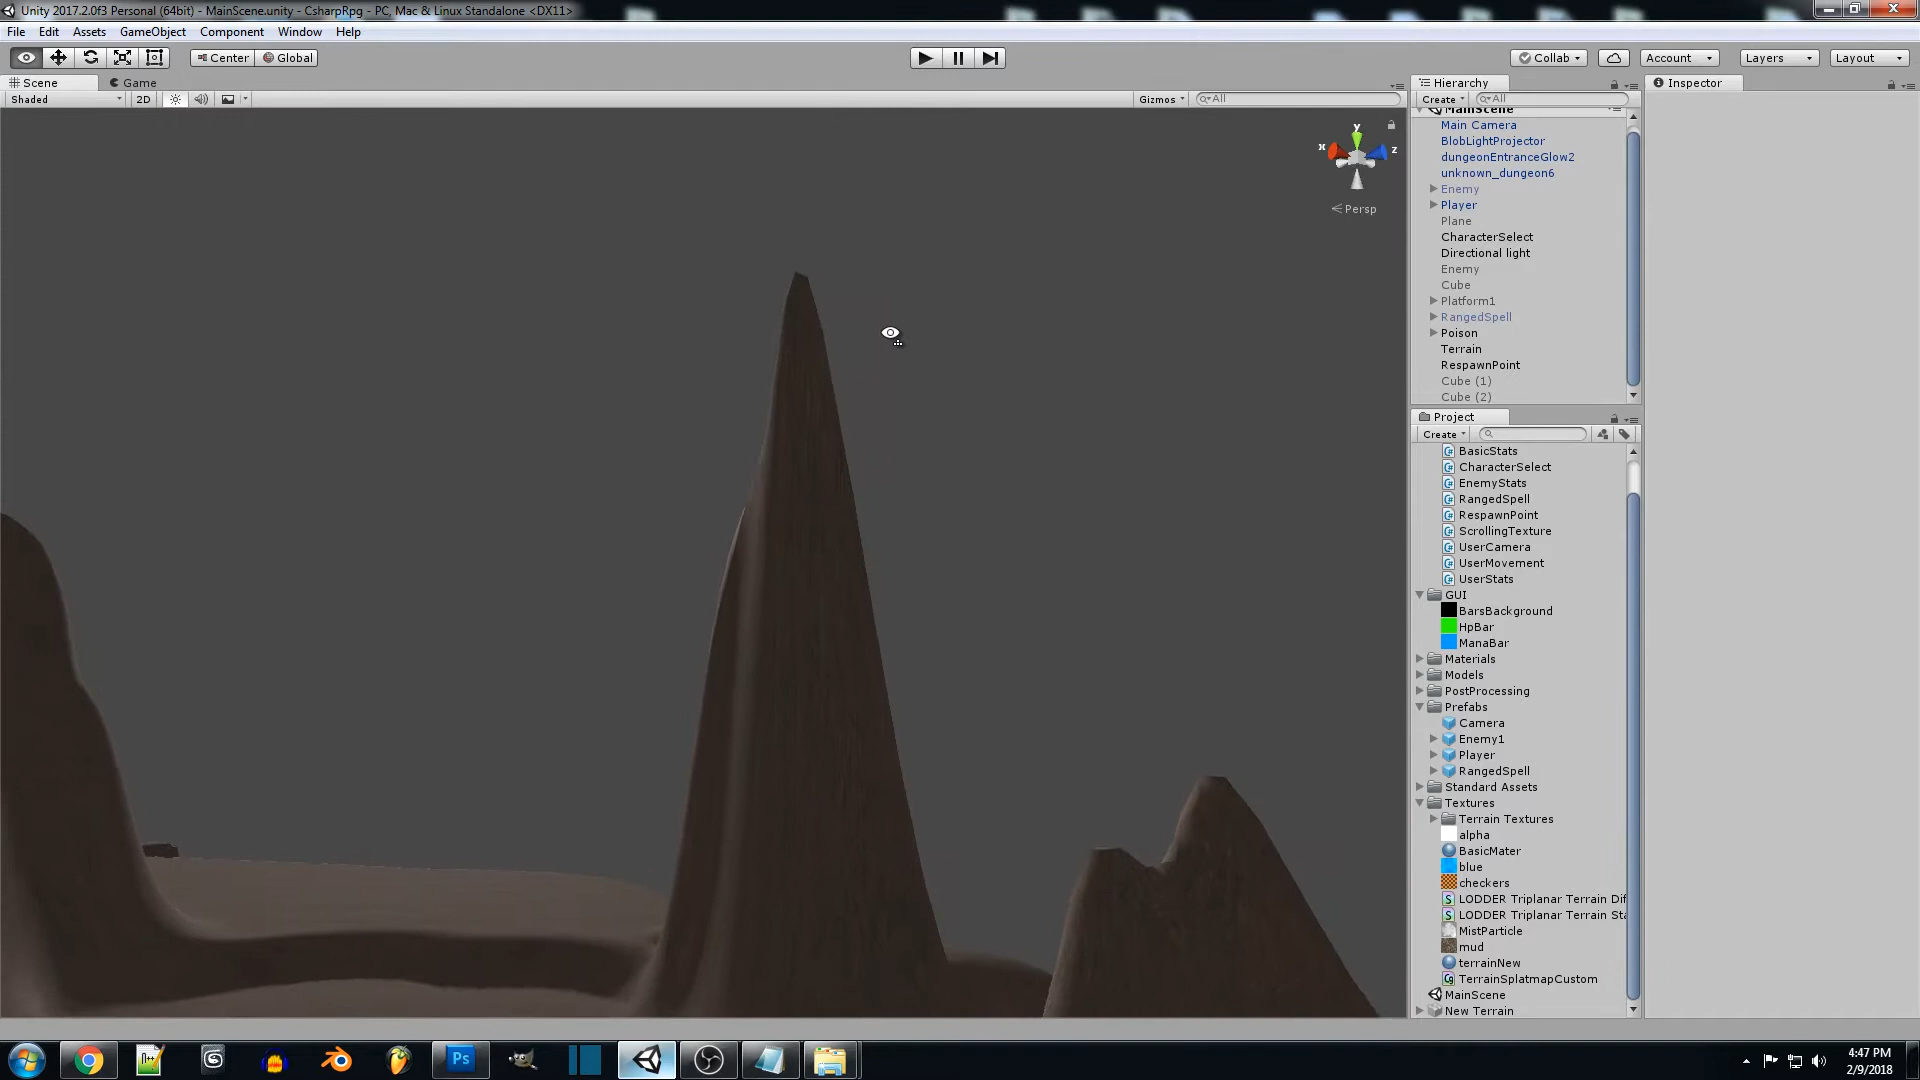 Unity 2017.2.0f3 Personal (64bit) - MainScene.unity - CsharpRpg - PC, Mac & Linux Standalone <DX11>
File Edit Assets GameObject Component Window Help
Center Global Collab Account Layers Layout
Scene Game
Shaded 2D Gizmos All
y
x z
Persp
Hierarchy
Create All
MainScene
Main Camera
BlobLightProjector
dungeonEntranceGlow2
unknown_dungeon6
Enemy
Player
Plane
CharacterSelect
Directional light
Enemy
Cube
Platform1
RangedSpell
Poison
Terrain
RespawnPoint
Cube (1)
Cube (2)
Project
Create
BasicStats
CharacterSelect
EnemyStats
RangedSpell
RespawnPoint
ScrollingTexture
UserCamera
UserMovement
UserStats
GUI
BarsBackground
HpBar
ManaBar
Materials
Models
PostProcessing
Prefabs
Camera
Enemy1
Player
RangedSpell
Standard Assets
Textures
Terrain Textures
alpha
BasicMater
blue
checkers
LODDER Triplanar Terrain Dif
LODDER Triplanar Terrain Sta
MistParticle
mud
terrainNew
TerrainSplatmapCustom
MainScene
New Terrain
Inspector
Ps
4:47 PM
2/9/2018